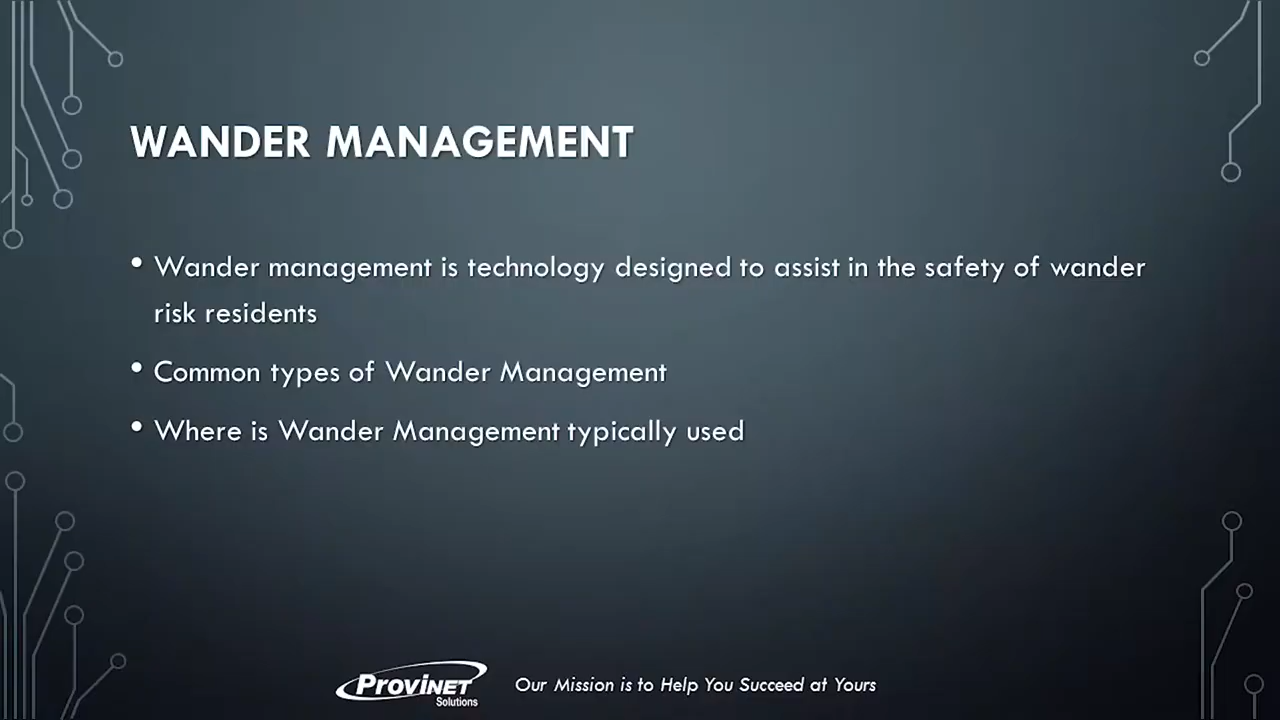 WANDER MANAGEMENT
• Wander management is technology designed to assist in the safety of wander
risk residents
• Common types of Wander Management
• Where is Wander Management typically used
ProviNET
Solutions
Our Mission is to Help You Succeed at Yours